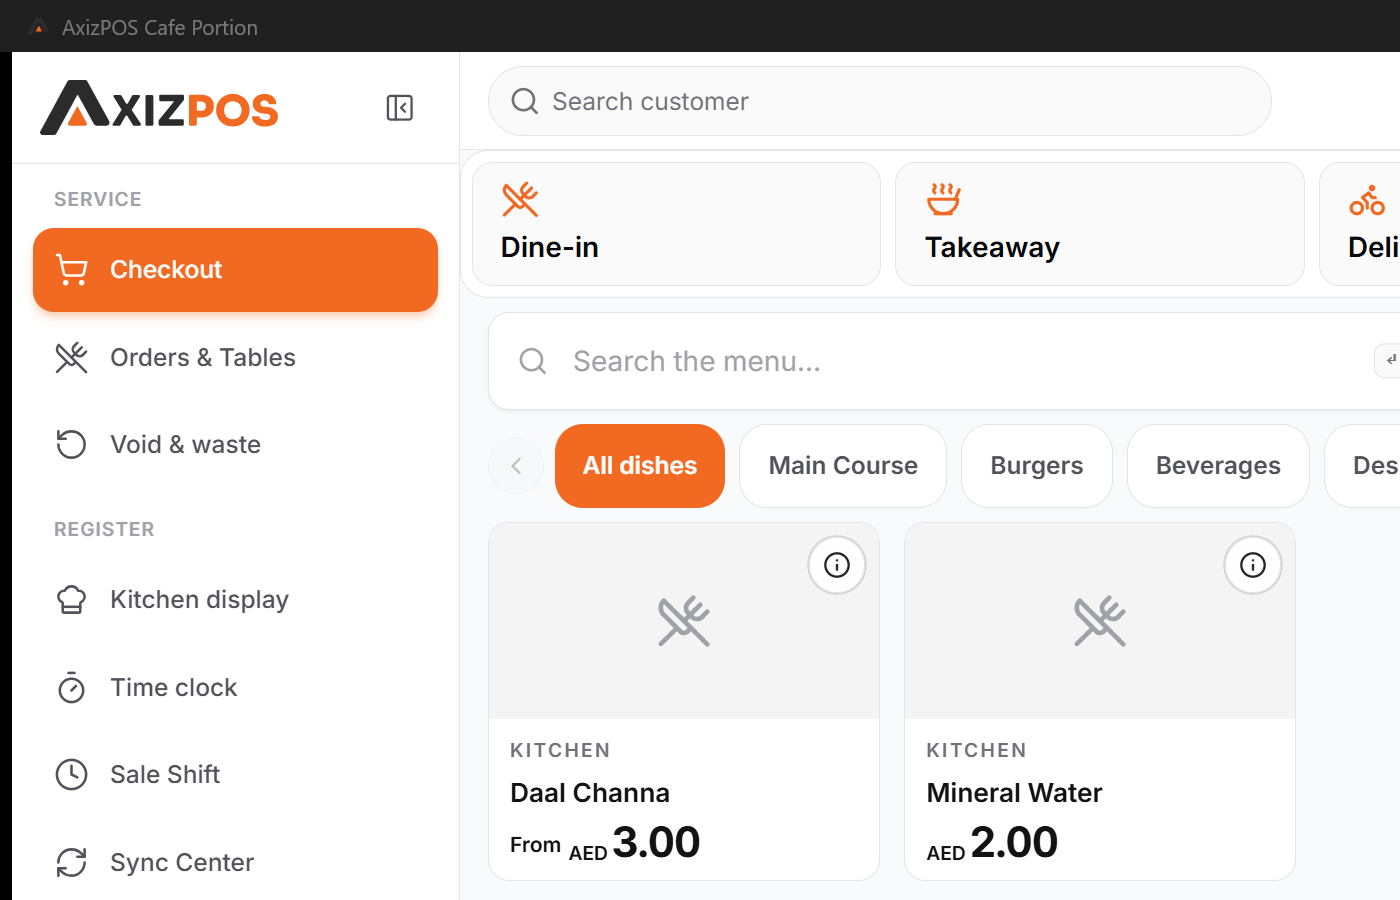 AxizPOS Cafe Portion
AXIZPOS
Search customer
SERVICE
Checkout
Orders & Tables
Void & waste
REGISTER
Kitchen display
Time clock
Sale Shift
Sync Center
Dine-in
Takeaway
Deli
Search the menu...
All dishes
Main Course
Burgers
Beverages
Des
KITCHEN
Daal Channa
From AED 3.00
KITCHEN
Mineral Water
AED 2.00